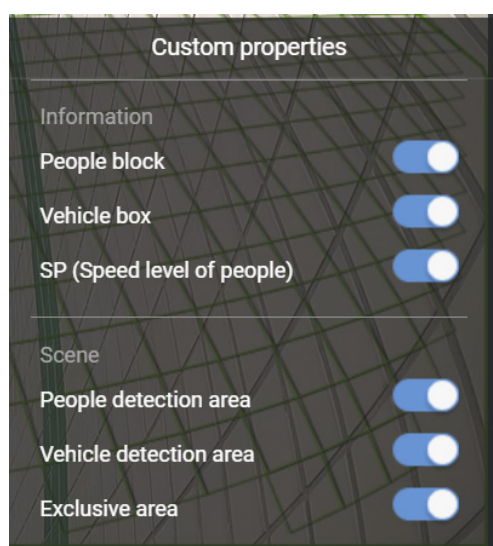 Custom properties
Information
People block
Vehicle box
SP (Speed level of people)
Scene
People detection area
Vehicle detection area
Exclusive area